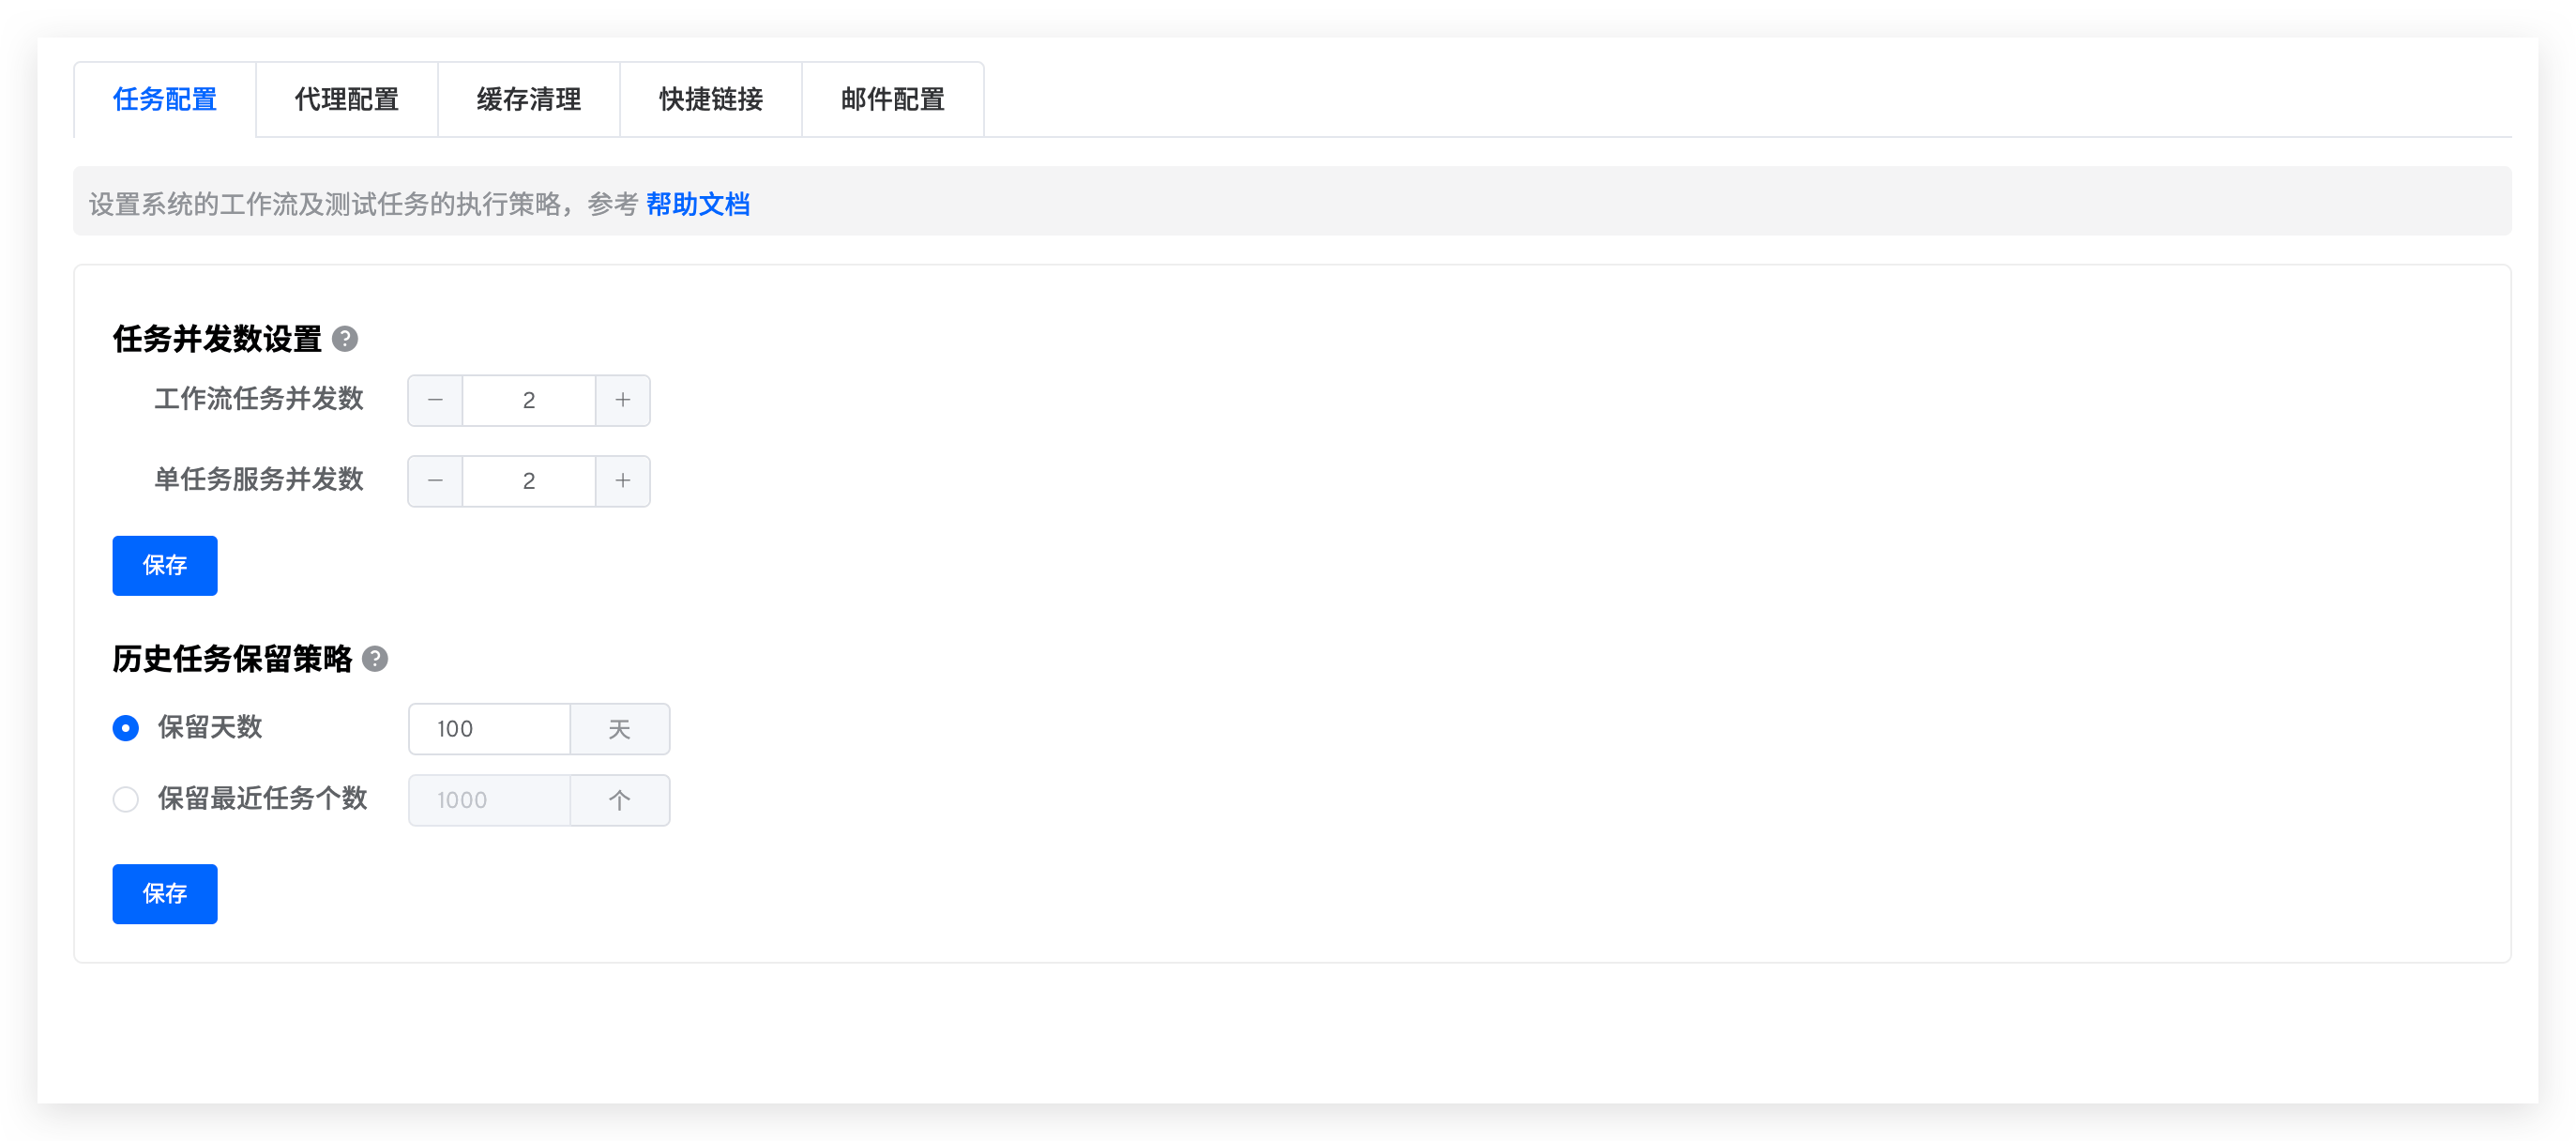 任务配置 代理配置 缓存清理 快捷链接 邮件配置
设置系统的工作流及测试任务的执行策略，参考 帮助文档
任务并发数设置 ?
工作流任务并发数 − 2 +
单任务服务并发数 − 2 +
保存
历史任务保留策略 ?
保留天数 100 天
保留最近任务个数 1000 个
保存